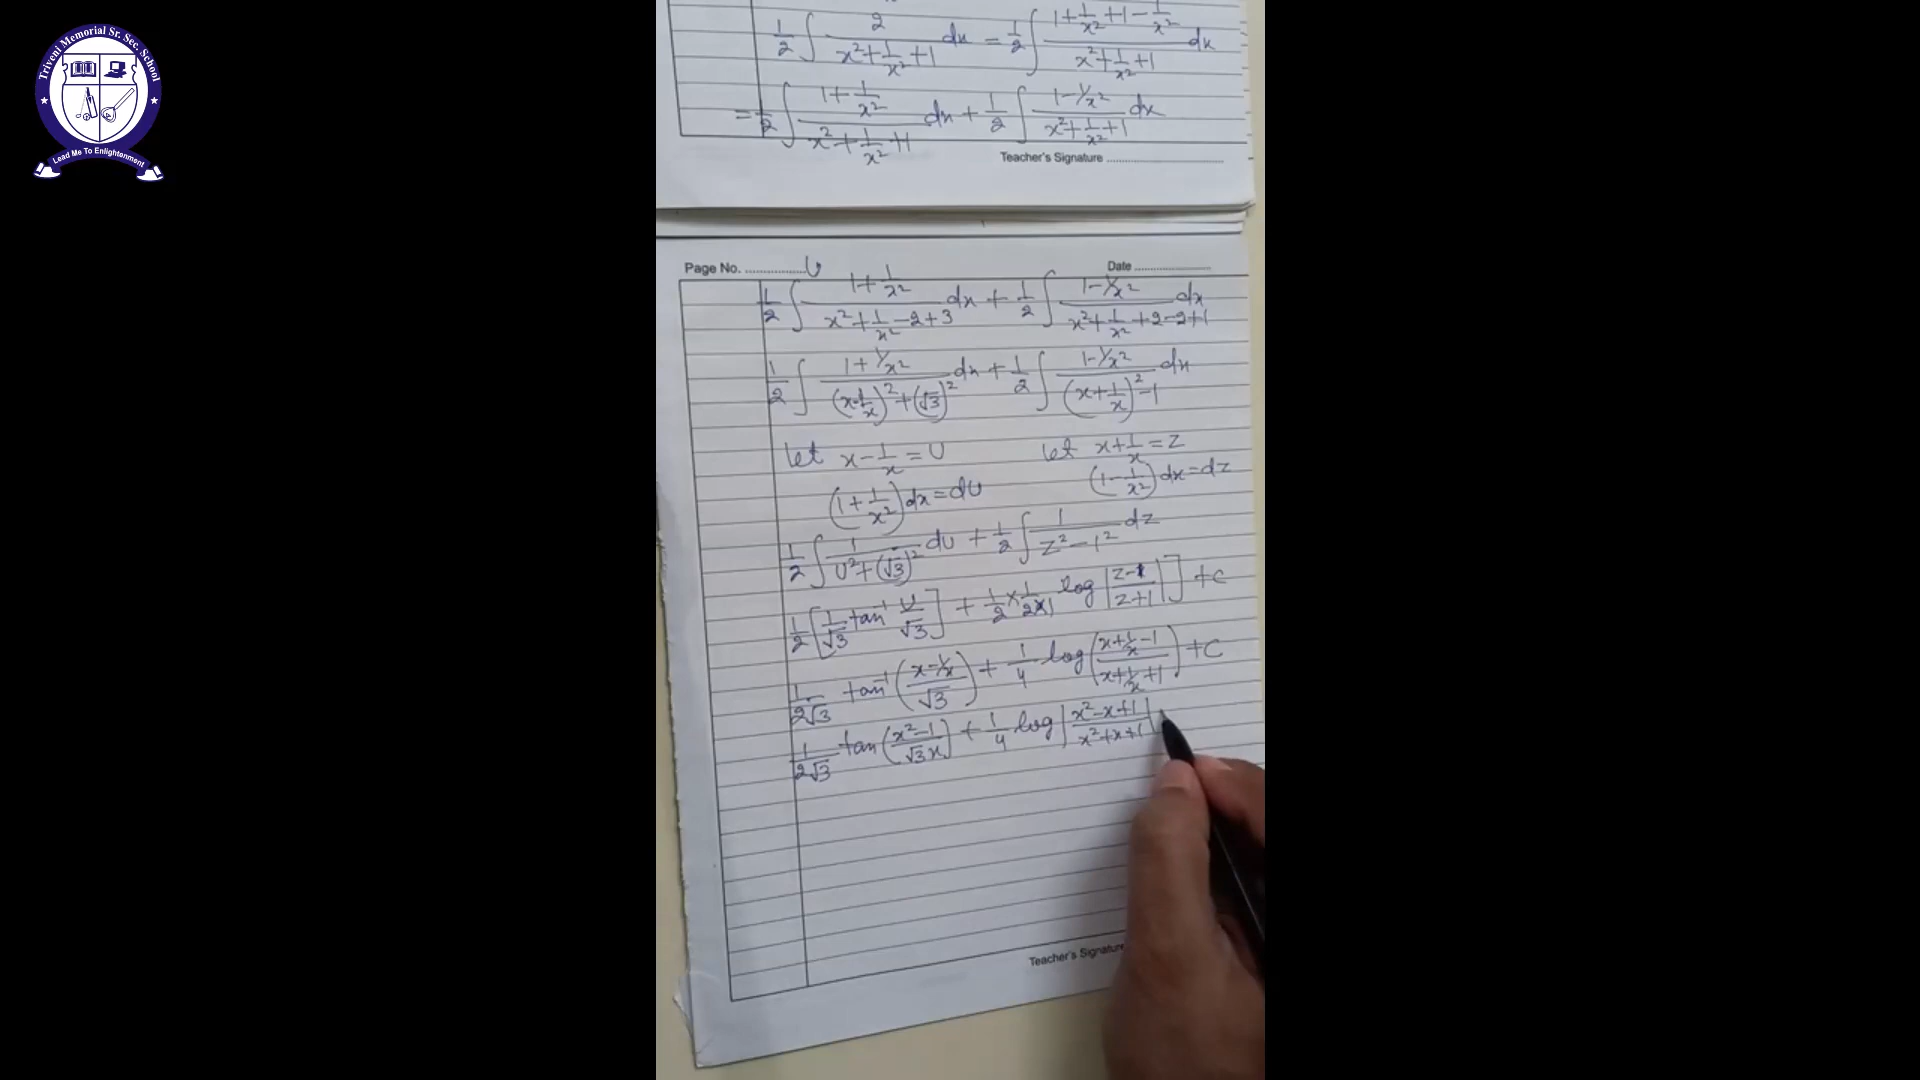 Triveni Memorial Sr. Sec. School
Lead Me To Enlightenment
1/2 ∫ 2/(x²+1/x²+1) dx = 1/2 ∫ (1+1/x²+1-1/x²)/(x²+1/x²+1) dx
= 1/2 ∫ (1+1/x²)/(x²+1/x²+1) dx + 1/2 ∫ (1-1/x²)/(x²+1/x²+1) dx
Teacher's Signature ..............................
Page No. ................ Date .....................
1/2 ∫ (1+1/x²)/(x²+1/x²-2+3) dx + 1/2 ∫ (1-1/x²)/(x²+1/x²+2-2+1) dx
1/2 ∫ (1+1/x²)/((x-1/x)²+(√3)²) dx + 1/2 ∫ (1-1/x²)/((x+1/x)²-1) dx
let x-1/x = U let x+1/x = Z
(1+1/x²)dx = dU (1-1/x²)dx = dz
1/2 ∫ 1/(U²+(√3)²) dU + 1/2 ∫ 1/(Z²-1²) dz
1/2 [1/√3 tan⁻¹ U/√3] + 1/2 × 1/(2×1) log |(z-1)/(z+1)|] + c
1/(2√3) tan⁻¹((x-1/x)/√3) + 1/4 log((x+1/x-1)/(x+1/x+1)) + C
1/(2√3) tan((x²-1)/(√3x)) + 1/4 log |(x²-x+1)/(x²+x+1)|
Teacher's Signature